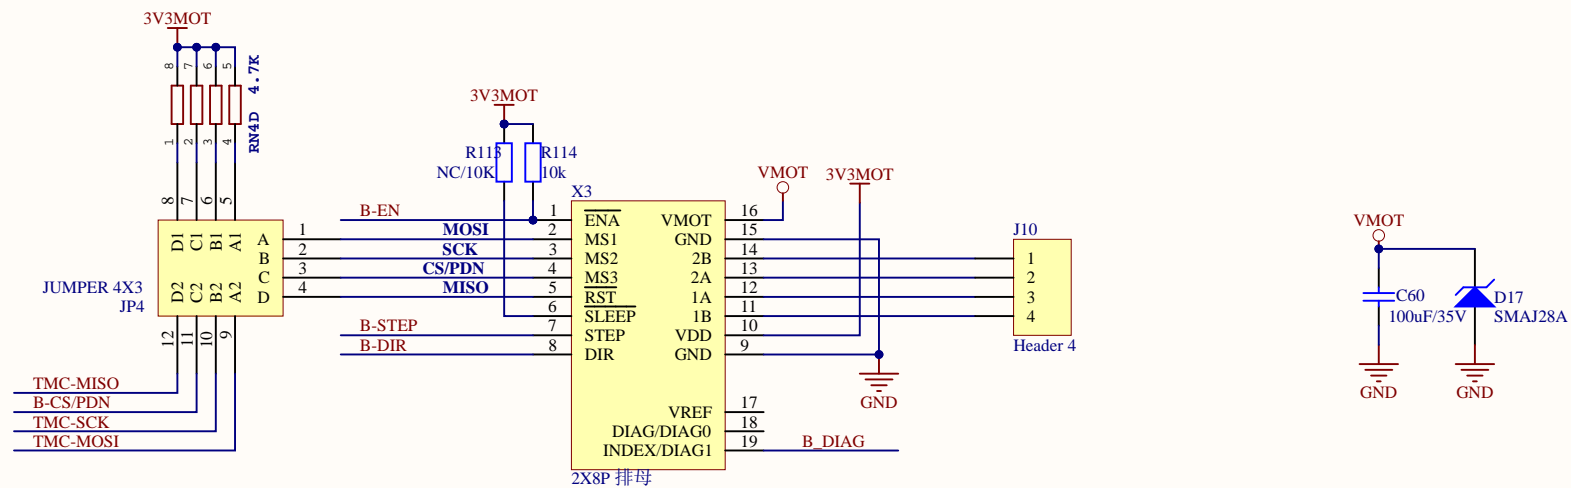 3V3MOT
8 7 6 5
RN4D 4.7K
1 2 3 4
8 7 6 5
D1 C1 B1 A1
D2 C2 B2 A2
A 1
B 2
C 3
D 4
JUMPER 4X3
JP4
12 11 10 9
TMC-MISO
B-CS/PDN
TMC-SCK
TMC-MOSI
3V3MOT
R113
NC/10K
R114
10k
B-EN
MOSI
SCK
CS/PDN
MISO
B-STEP
B-DIR
X3
1 ENA
2 MS1
3 MS2
4 MS3
5 RST
6 SLEEP
7 STEP
8 DIR
VMOT 16
GND 15
2B 14
2A 13
1A 12
1B 11
VDD 10
GND 9
VREF 17
DIAG/DIAG0 18
INDEX/DIAG1 19
2X8P 排母
B_DIAG
VMOT
3V3MOT
GND
J10
1
2
3
4
Header 4
VMOT
C60
100uF/35V
D17
SMAJ28A
GND
GND